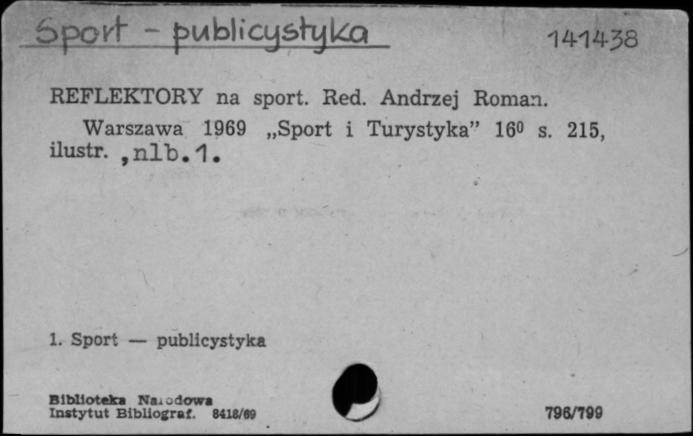 Sport - publicystyka 141438
REFLEKTORY na sport. Red. Andrzej Roman.
Warszawa 1969 „Sport i Turystyka” 16⁰ s. 215,
ilustr. , nlb. 1.
1. Sport — publicystyka
Biblioteka Narodowa
Instytut Bibliograf. 8418/69 796/799